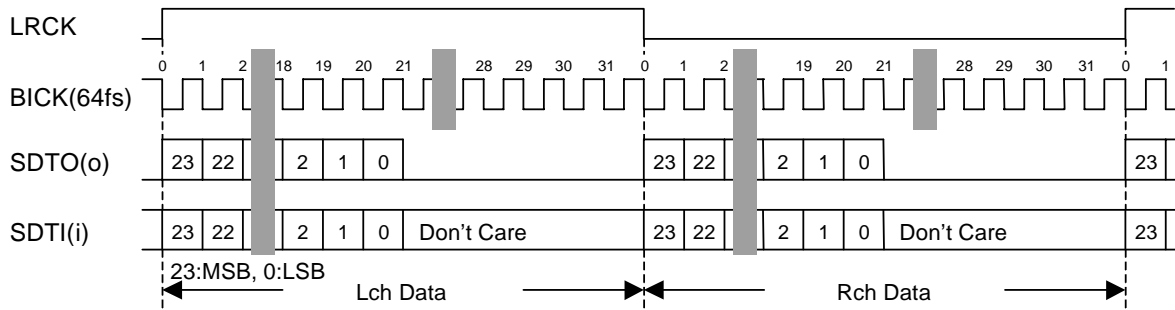 LRCK
0 1 2 18 19 20 21 28 29 30 31 0 1 2 19 20 21 28 29 30 31 0 1
BICK(64fs)
SDTO(o) 23 22 2 1 0 23 22 2 1 0 23
SDTI(i) 23 22 2 1 0 Don't Care 23 22 2 1 0 Don't Care 23
23:MSB, 0:LSB
Lch Data Rch Data